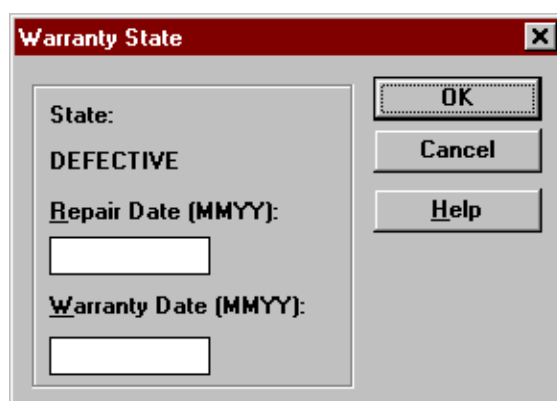 Warranty State
State:
DEFECTIVE
Repair Date (MMYY):
Warranty Date (MMYY):
OK
Cancel
Help